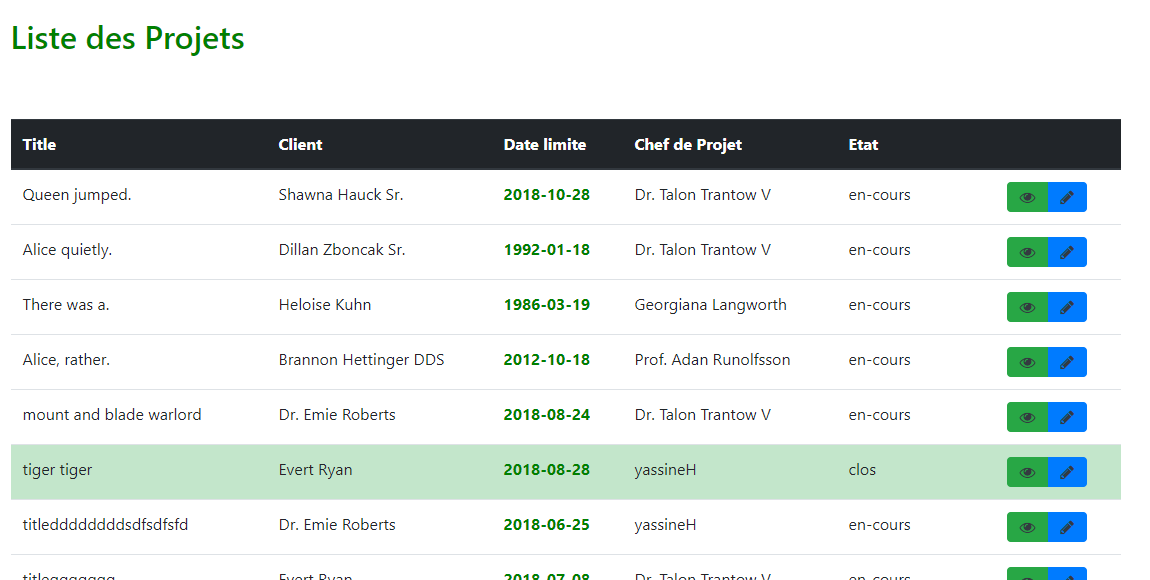 Liste des Projets
Title Client Date limite Chef de Projet Etat
Queen jumped. Shawna Hauck Sr. 2018-10-28 Dr. Talon Trantow V en-cours
Alice quietly. Dillan Zboncak Sr. 1992-01-18 Dr. Talon Trantow V en-cours
There was a. Heloise Kuhn 1986-03-19 Georgiana Langworth en-cours
Alice, rather. Brannon Hettinger DDS 2012-10-18 Prof. Adan Runolfsson en-cours
mount and blade warlord Dr. Emie Roberts 2018-08-24 Dr. Talon Trantow V en-cours
tiger tiger Evert Ryan 2018-08-28 yassineH clos
titleddddddddsdfsdfsfd Dr. Emie Roberts 2018-06-25 yassineH en-cours
Evert Ryan 2018-07-08 Dr. Talon Trantow V en-cours